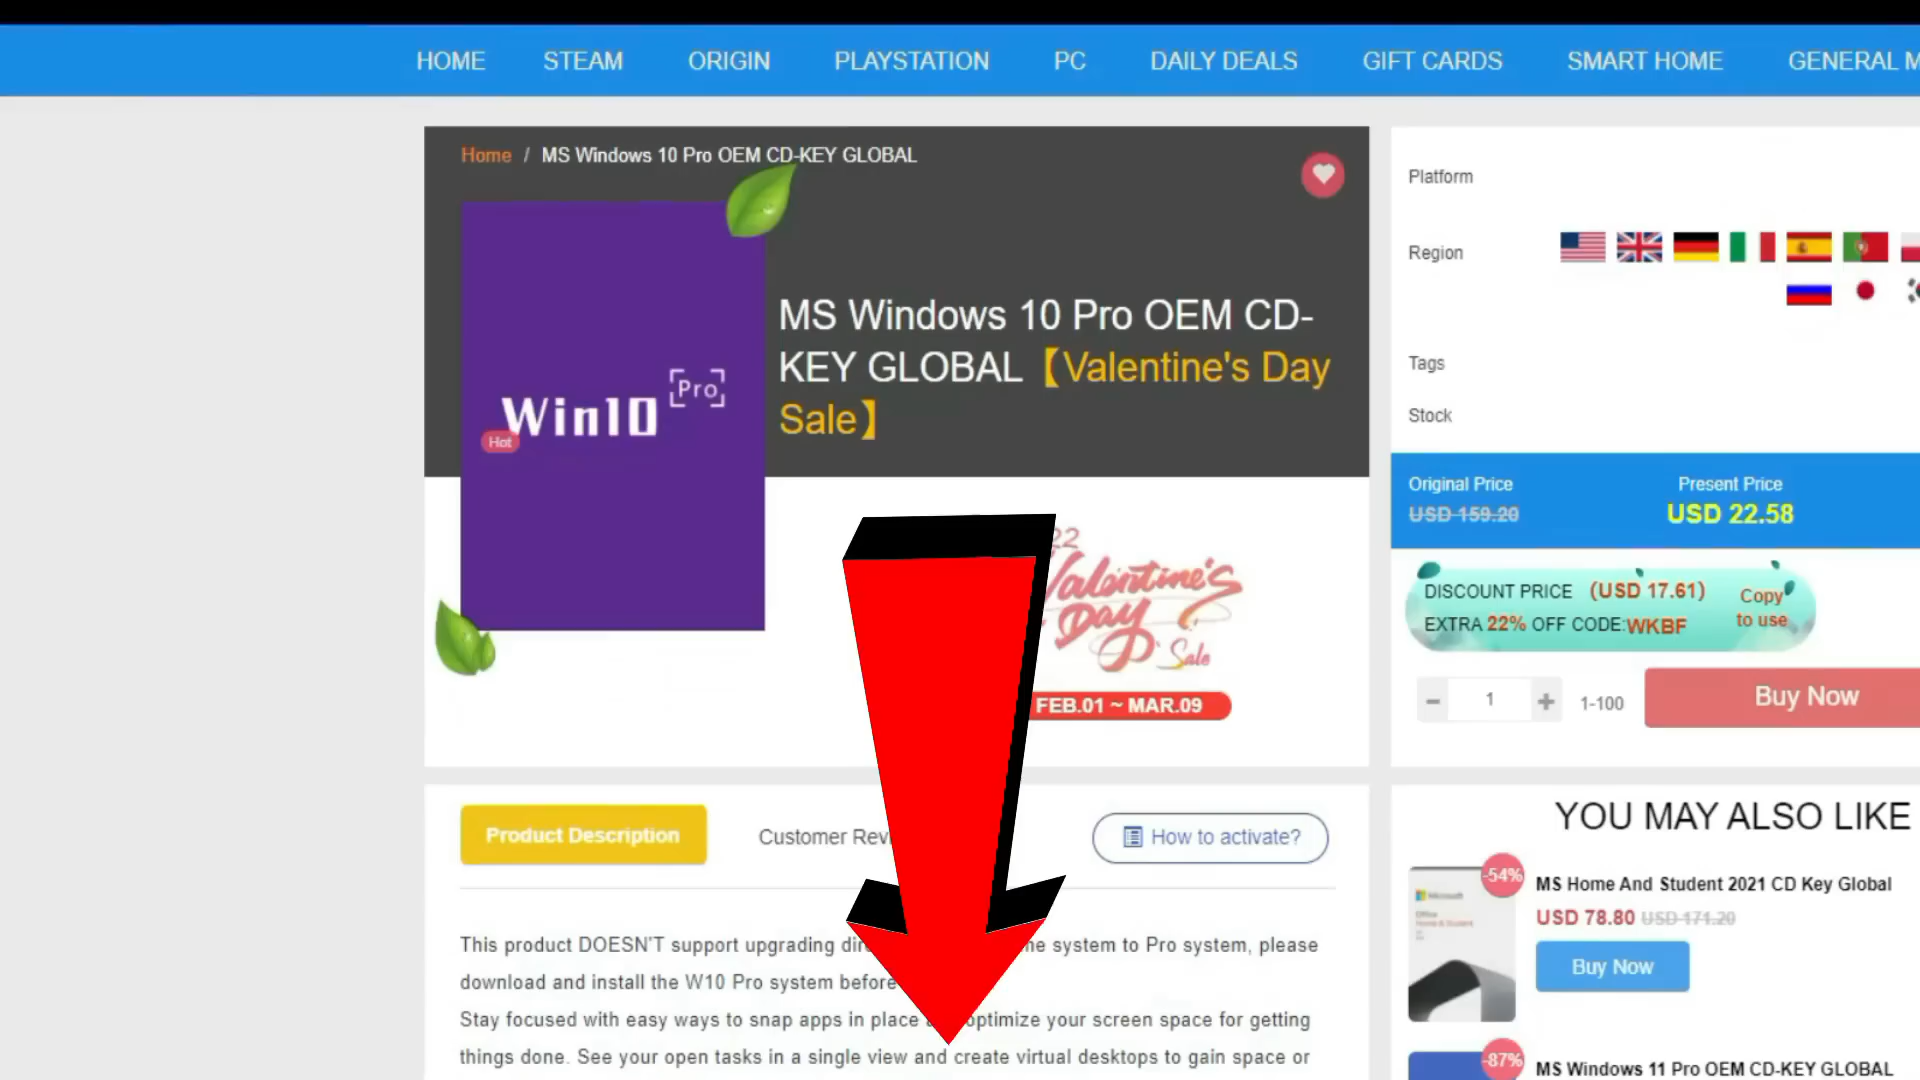 HOME STEAM ORIGIN PLAYSTATION PC DAILY DEALS GIFT CARDS SMART HOME GENERAL M
Home / MS Windows 10 Pro OEM CD-KEY GLOBAL
Win10 Pro
Hot
MS Windows 10 Pro OEM CD-
KEY GLOBAL【Valentine's Day
Sale】
22
Valentine's
Day
Sale
FEB.01 ~ MAR.09
Platform
Region
Tags
Stock
Original Price Present Price
USD 159.20 USD 22.58
DISCOUNT PRICE (USD 17.61)
EXTRA 22% OFF CODE:WKBF
Copy
to use
− 1 + 1-100 Buy Now
Product Description Customer Rev How to activate?
This product DOESN'T support upgrading system to Pro system, please
download and install the W10 Pro system before
Stay focused with easy ways to snap apps in place optimize your screen space for getting
things done. See your open tasks in a single view and create virtual desktops to gain space or
YOU MAY ALSO LIKE
-54%
Microsoft
Office
Home & Student
MS Home And Student 2021 CD Key Global
USD 78.80 USD 171.20
Buy Now
-87%
MS Windows 11 Pro OEM CD-KEY GLOBAL